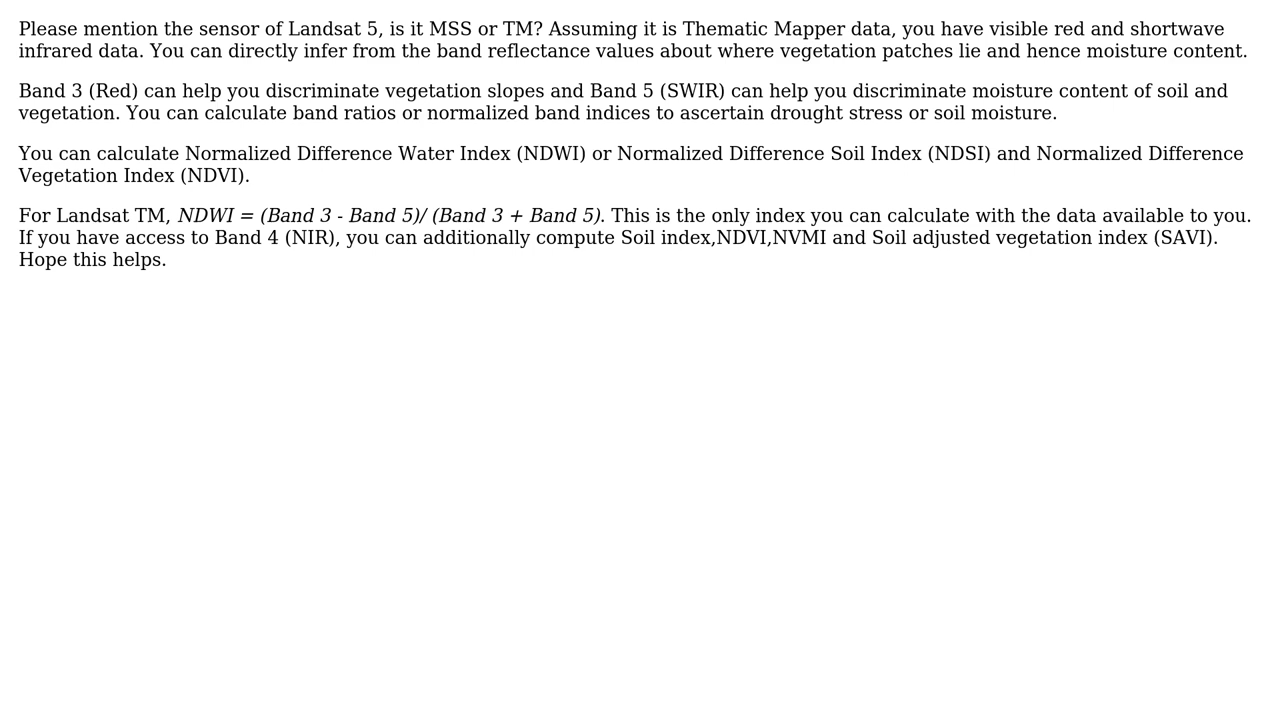 Please mention the sensor of Landsat 5, is it MSS or TM? Assuming it is Thematic Mapper data, you have visible red and shortwave
infrared data. You can directly infer from the band reflectance values about where vegetation patches lie and hence moisture content.
Band 3 (Red) can help you discriminate vegetation slopes and Band 5 (SWIR) can help you discriminate moisture content of soil and
vegetation. You can calculate band ratios or normalized band indices to ascertain drought stress or soil moisture.
You can calculate Normalized Difference Water Index (NDWI) or Normalized Difference Soil Index (NDSI) and Normalized Difference
Vegetation Index (NDVI).
For Landsat TM, NDWI = (Band 3 - Band 5)/ (Band 3 + Band 5). This is the only index you can calculate with the data available to you.
If you have access to Band 4 (NIR), you can additionally compute Soil index,NDVI,NVMI and Soil adjusted vegetation index (SAVI).
Hope this helps.